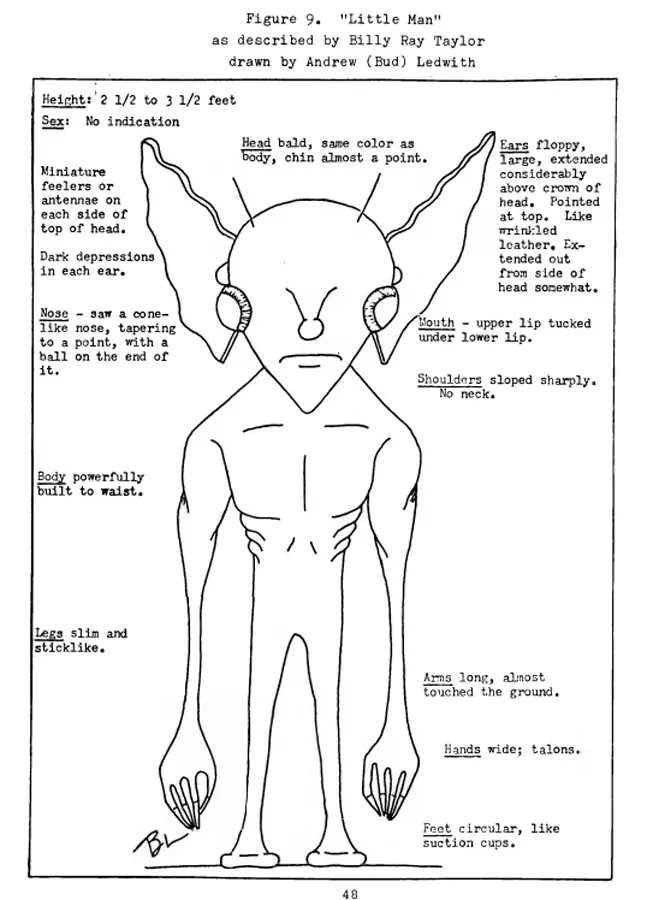 Figure 9. "Little Man"
as described by Billy Ray Taylor
drawn by Andrew (Bud) Ledwith
Height: 2 1/2 to 3 1/2 feet
Sex: No indication
Head bald, same color as
body, chin almost a point.
Ears floppy,
large, extended
considerably
above crown of
head. Pointed
at top. Like
wrinkled
leather. Ex-
tended out
from side of
head somewhat.
Miniature
feelers or
antennae on
each side of
top of head.
Dark depressions
in each ear.
Nose - saw a cone-
like nose, tapering
to a point, with a
ball on the end of
it.
Mouth - upper lip tucked
under lower lip.
Shoulders sloped sharply.
No neck.
Body powerfully
built to waist.
Legs slim and
sticklike.
Arms long, almost
touched the ground.
Hands wide; talons.
Feet circular, like
suction cups.
BL
48